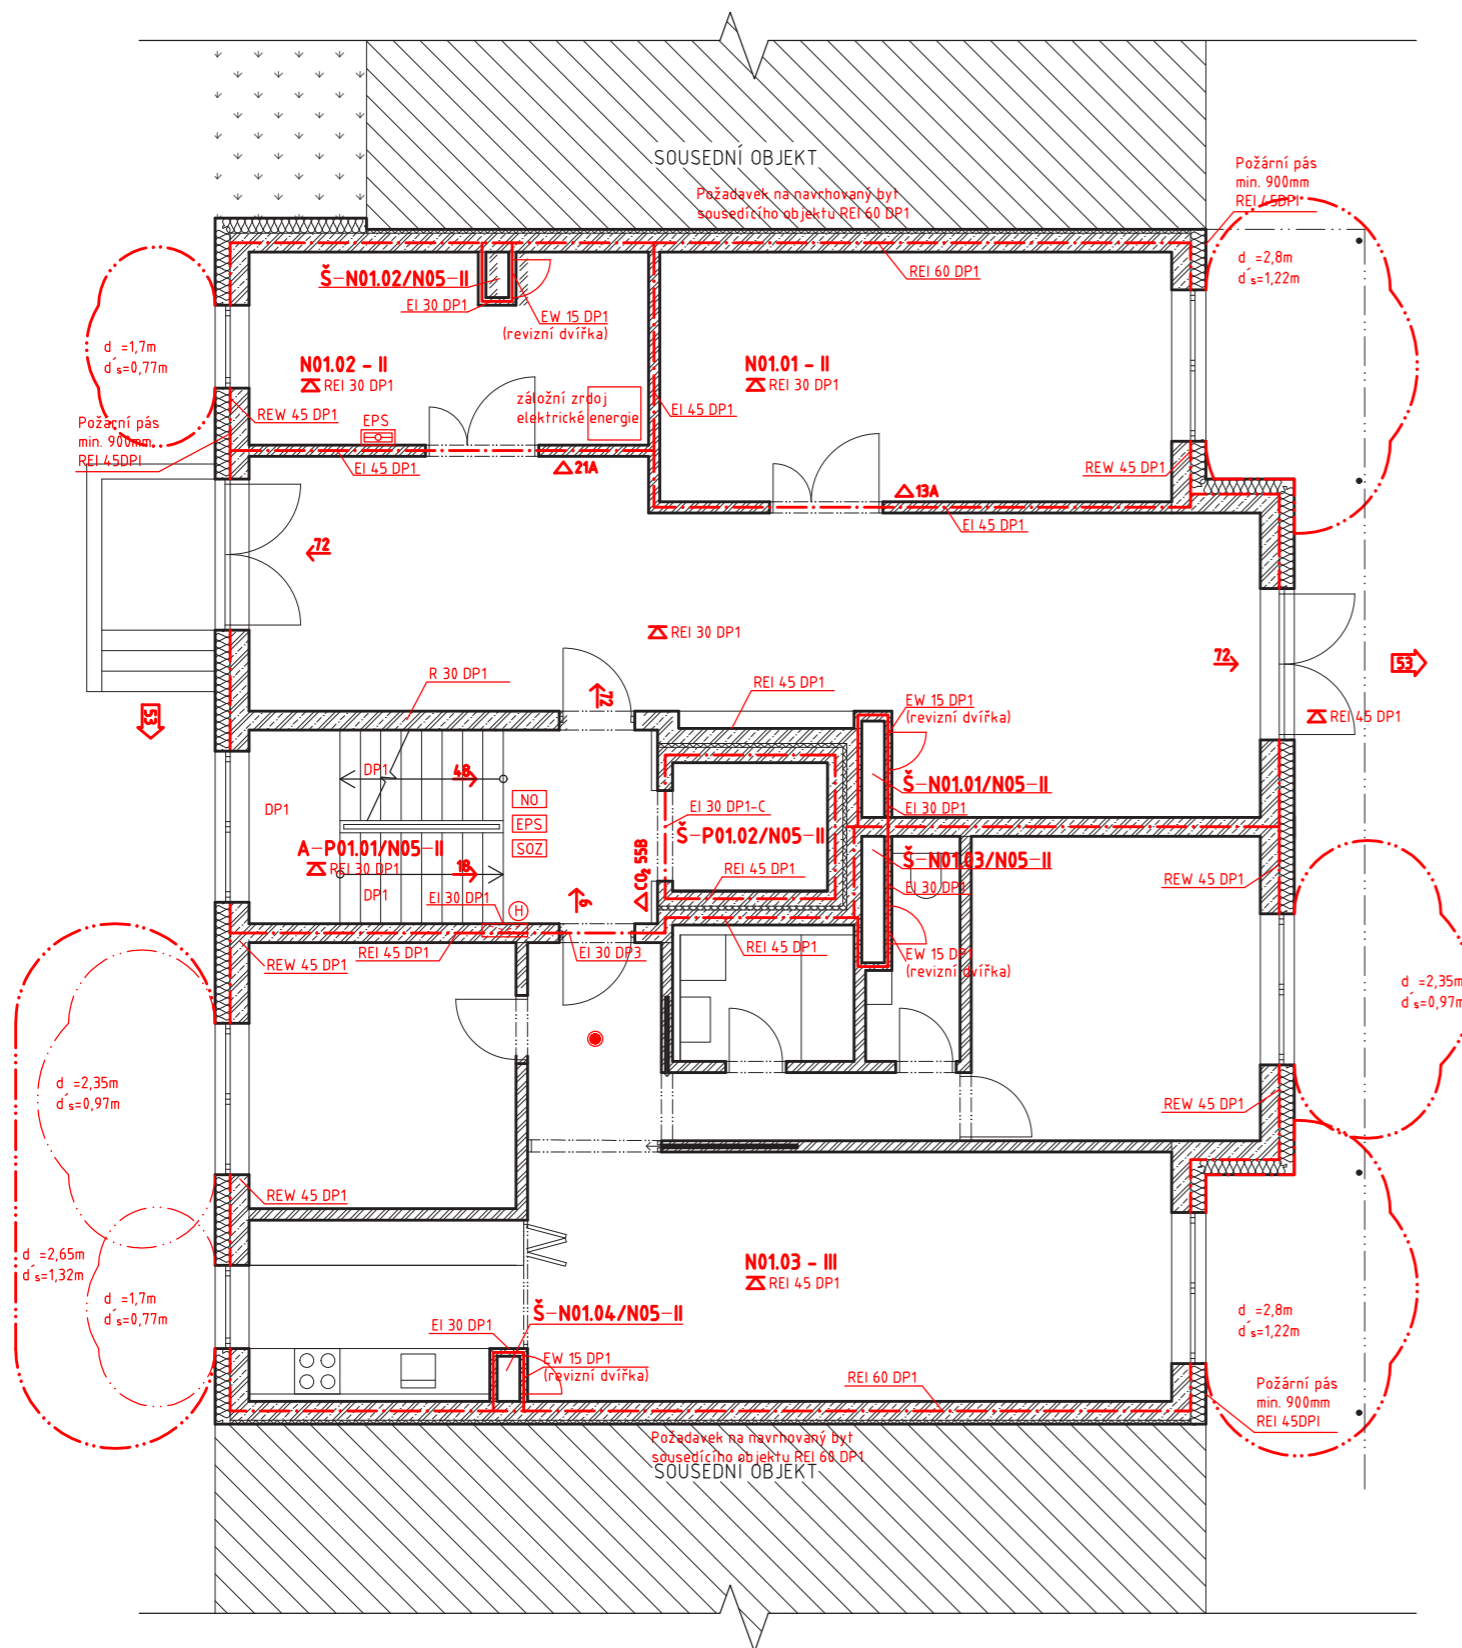 SOUSEDNÍ OBJEKT
Požadavek na navrhovaný byt
sousedícího objektu REI 60 DP1
Požární pás
min. 900mm
REI 45DPI
d =2,8m
d´s=1,22m
REI 60 DP1
Š-N01.02/N05-II
EI 30 DP1
EW 15 DP1
(revizní dvířka)
d =1,7m
d´s=0,77m
N01.02 - II
REI 30 DP1
N01.01 - II
REI 30 DP1
záložní zdroj
elektrické energie
REW 45 DP1
EPS
EI 45 DP1
Požární pás
min. 900mm
REI 45DPI
EI 45 DP1
21A
REW 45 DP1
13A
EI 45 DP1
72
REI 30 DP1
72
53
R 30 DP1
REI 45 DP1
72
EW 15 DP1
(revizní dvířka)
53
REI 45 DP1
DP1
48
DP1
NO
EPS
SOZ
EI 30 DP1-C
Š-N01.01/N05-II
EI 30 DP1
Š-P01.02/N05-II
A-P01.01/N05-II
REI 30 DP1
18
DP1
CO2 55B
REI 45 DP1
Š-N01.03/N05-II
EI 30 DP1
REW 45 DP1
EI 30 DP1
H
6
REI 45 DP1
EI 30 DP3
REI 45 DP1
REW 45 DP1
EW 15 DP1
(revizní dvířka)
d =2,35m
d´s=0,97m
d =2,35m
d´s=0,97m
REW 45 DP1
REW 45 DP1
d =2,65m
d´s=1,32m
d =1,7m
d´s=0,77m
N01.03 - III
REI 45 DP1
Š-N01.04/N05-II
EI 30 DP1
EW 15 DP1
(revizní dvířka)
REI 60 DP1
d =2,8m
d´s=1,22m
Požární pás
min. 900mm
REI 45DPI
Požadavek na navrhovaný byt
sousedícího objektu REI 60 DP1
SOUSEDNÍ OBJEKT